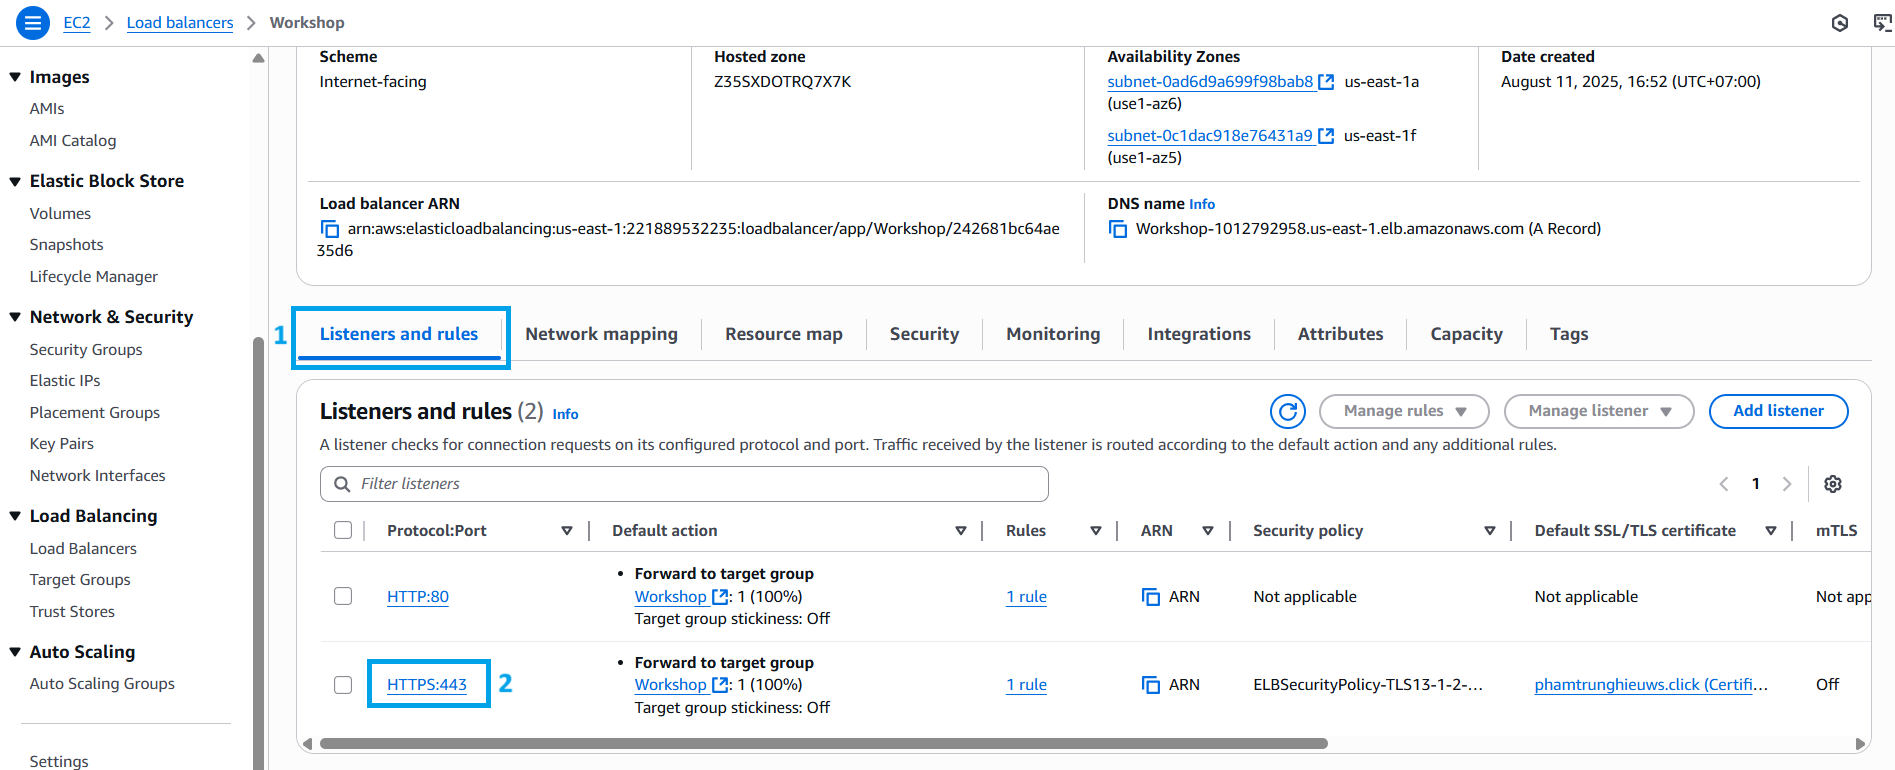 EC2 > Load balancers > Workshop
Images
AMIs
AMI Catalog
Elastic Block Store
Volumes
Snapshots
Lifecycle Manager
Network & Security
Security Groups
Elastic IPs
Placement Groups
Key Pairs
Network Interfaces
Load Balancing
Load Balancers
Target Groups
Trust Stores
Auto Scaling
Auto Scaling Groups
Settings
Scheme
Internet-facing
Hosted zone
Z35SXDOTRQ7X7K
Availability Zones
subnet-0ad6d9a699f98bab8 us-east-1a
(use1-az6)
subnet-0c1dac918e76431a9 us-east-1f
(use1-az5)
Date created
August 11, 2025, 16:52 (UTC+07:00)
Load balancer ARN
arn:aws:elasticloadbalancing:us-east-1:221889532235:loadbalancer/app/Workshop/242681bc64ae
35d6
DNS name Info
Workshop-1012792958.us-east-1.elb.amazonaws.com (A Record)
1 Listeners and rules Network mapping Resource map Security Monitoring Integrations Attributes Capacity Tags
Listeners and rules (2) Info
Manage rules Manage listener Add listener
A listener checks for connection requests on its configured protocol and port. Traffic received by the listener is routed according to the default action and any additional rules.
Filter listeners
1
Protocol:Port Default action Rules ARN Security policy Default SSL/TLS certificate mTLS
HTTP:80
• Forward to target group
Workshop : 1 (100%)
Target group stickiness: Off
1 rule ARN Not applicable Not applicable Not app
HTTPS:443 2
• Forward to target group
Workshop : 1 (100%)
Target group stickiness: Off
1 rule ARN ELBSecurityPolicy-TLS13-1-2-... phamtrunghieuws.click (Certifi... Off